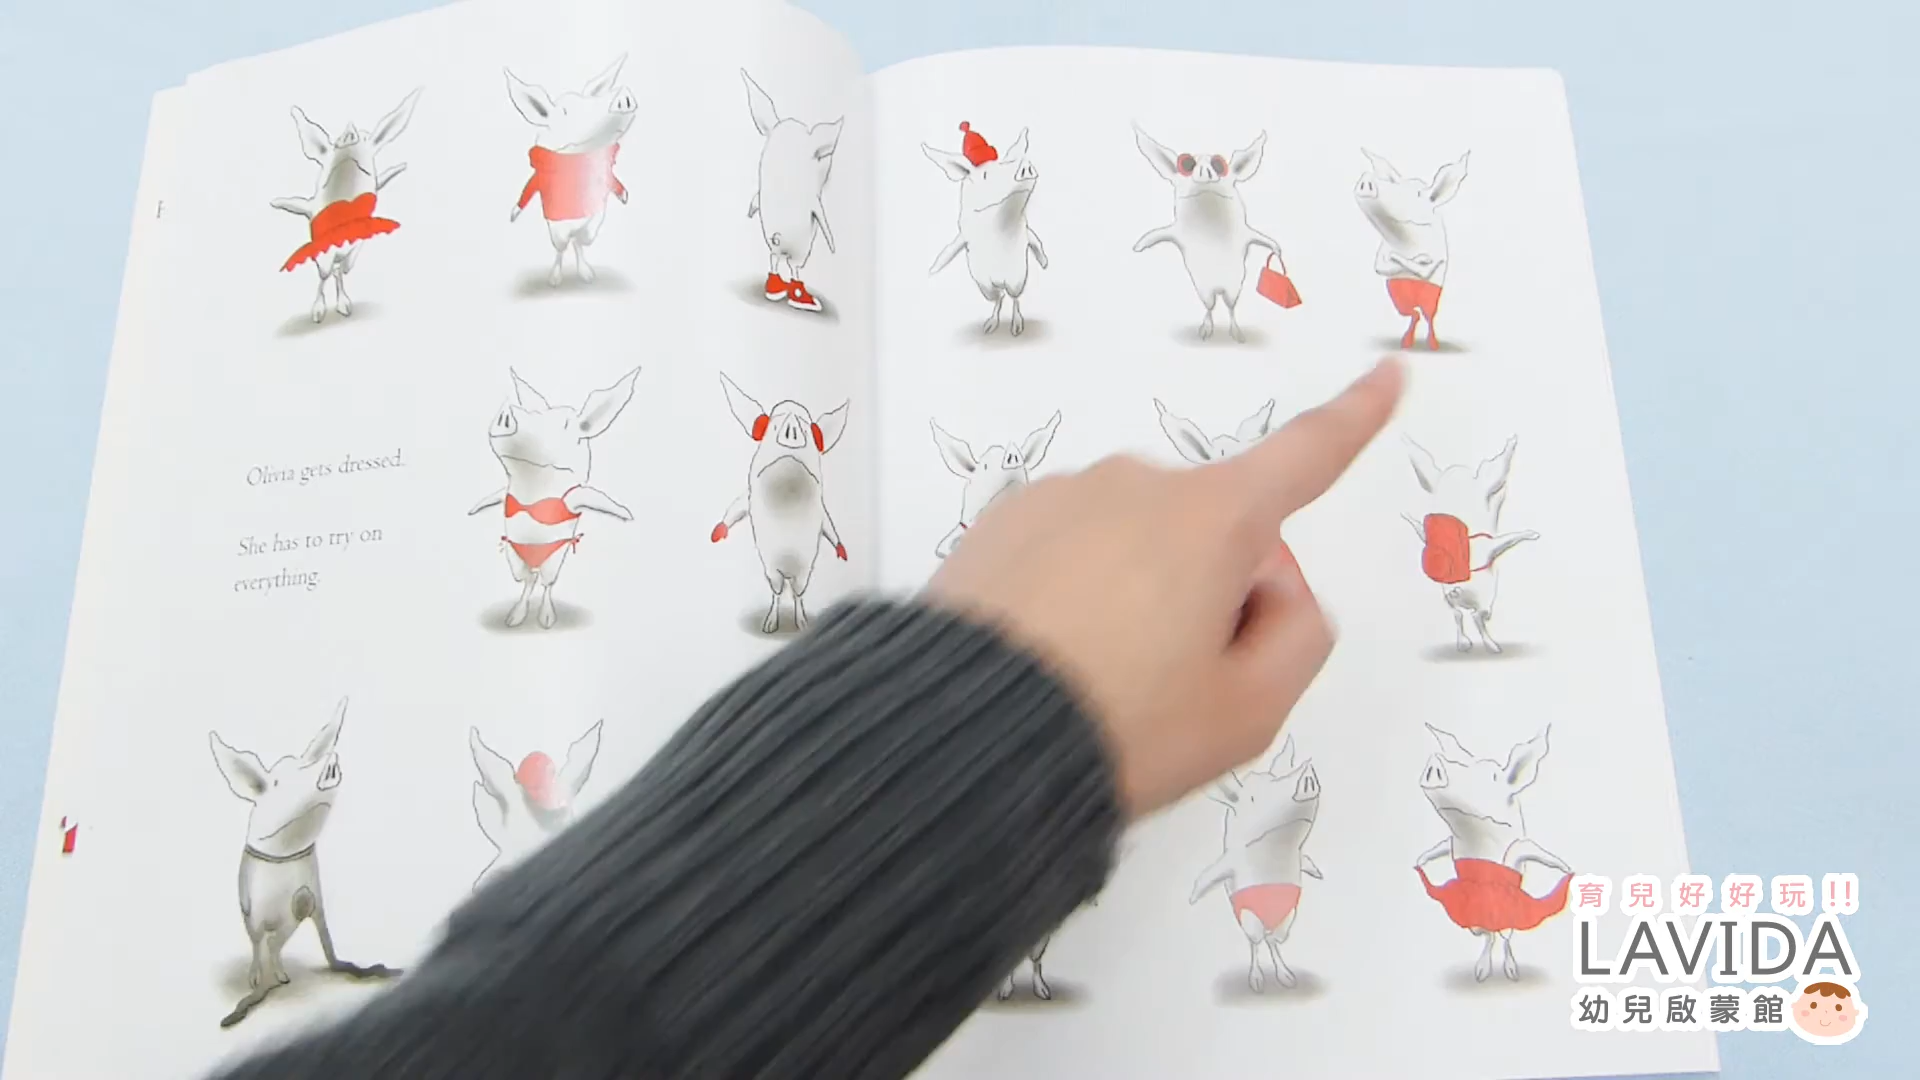 Olivia gets dressed.
She has to try on
everything.
育兒好好玩!!
LAVIDA
幼兒啟蒙館